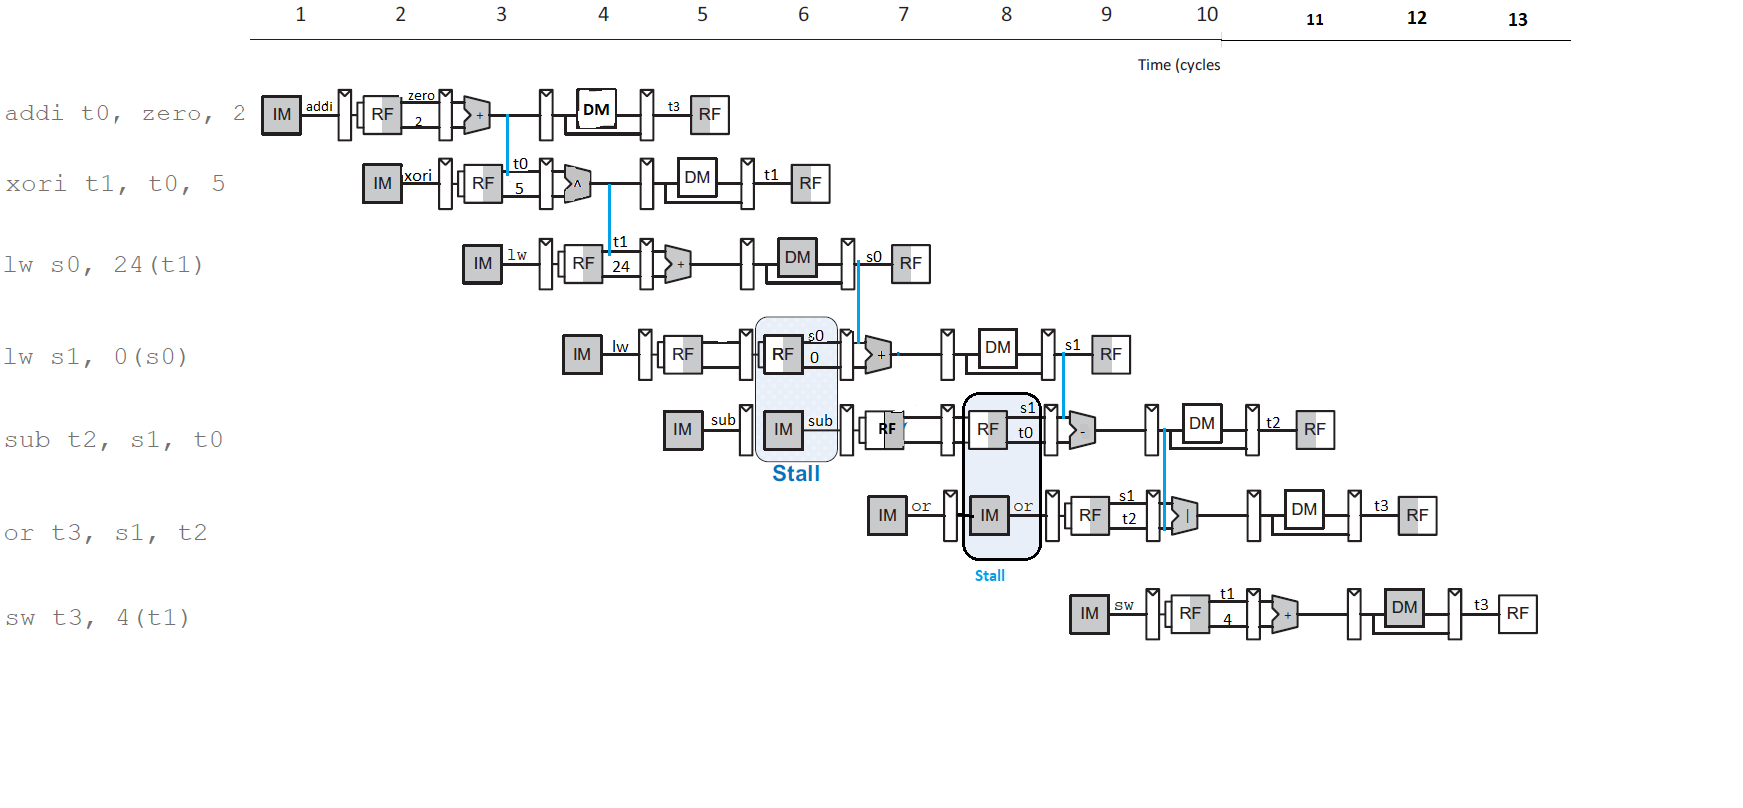 1 2 3 4 5 6 7 8 9 10 11 12 13
Time (cycles
addi t0, zero, 2 IM addi RF zero 2 + DM t3 RF
xori t1, t0, 5 IM xori RF t0 5 ^ DM t1 RF
lw s0, 24(t1) IM lw RF t1 24 + DM s0 RF
lw s1, 0(s0) IM lw RF RF s0 0 + DM s1 RF
sub t2, s1, t0 IM sub IM sub RF RF s1 t0 - DM t2 RF
Stall
or t3, s1, t2 IM or IM or RF s1 t2 | DM t3 RF
Stall
sw t3, 4(t1) IM sw RF t1 4 + DM t3 RF